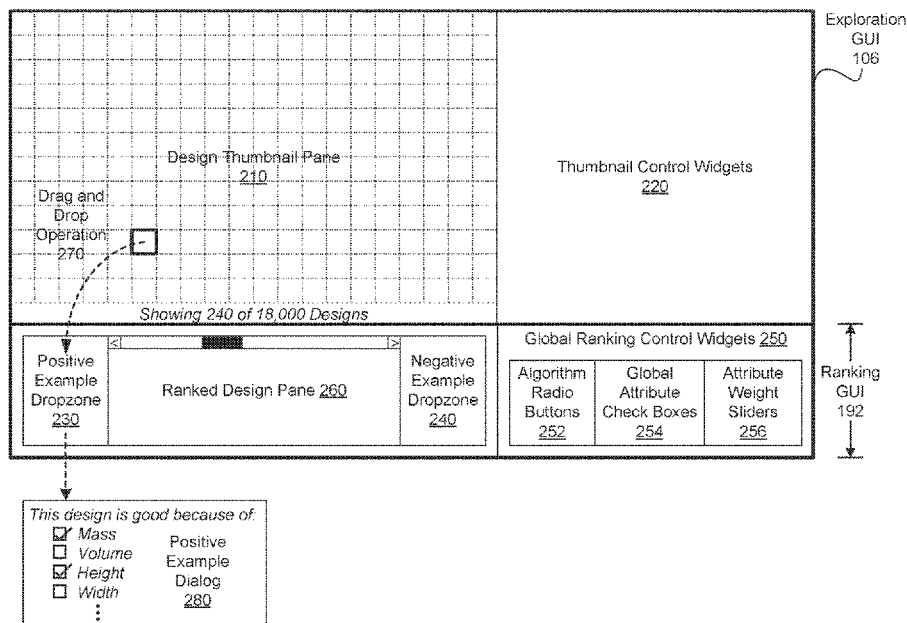 Exploration
GUI
106
Design Thumbnail Pane
210
Thumbnail Control Widgets
220
Drag and
Drop
Operation
270
Showing 240 of 18,000 Designs
Positive
Example
Dropzone
230
<
>
Ranked Design Pane 260
Negative
Example
Dropzone
240
Global Ranking Control Widgets 250
Algorithm
Radio
Buttons
252
Global
Attribute
Check Boxes
254
Attribute
Weight
Sliders
256
Ranking
GUI
192
This design is good because of:
Mass
Volume
Height
Width
Positive
Example
Dialog
280